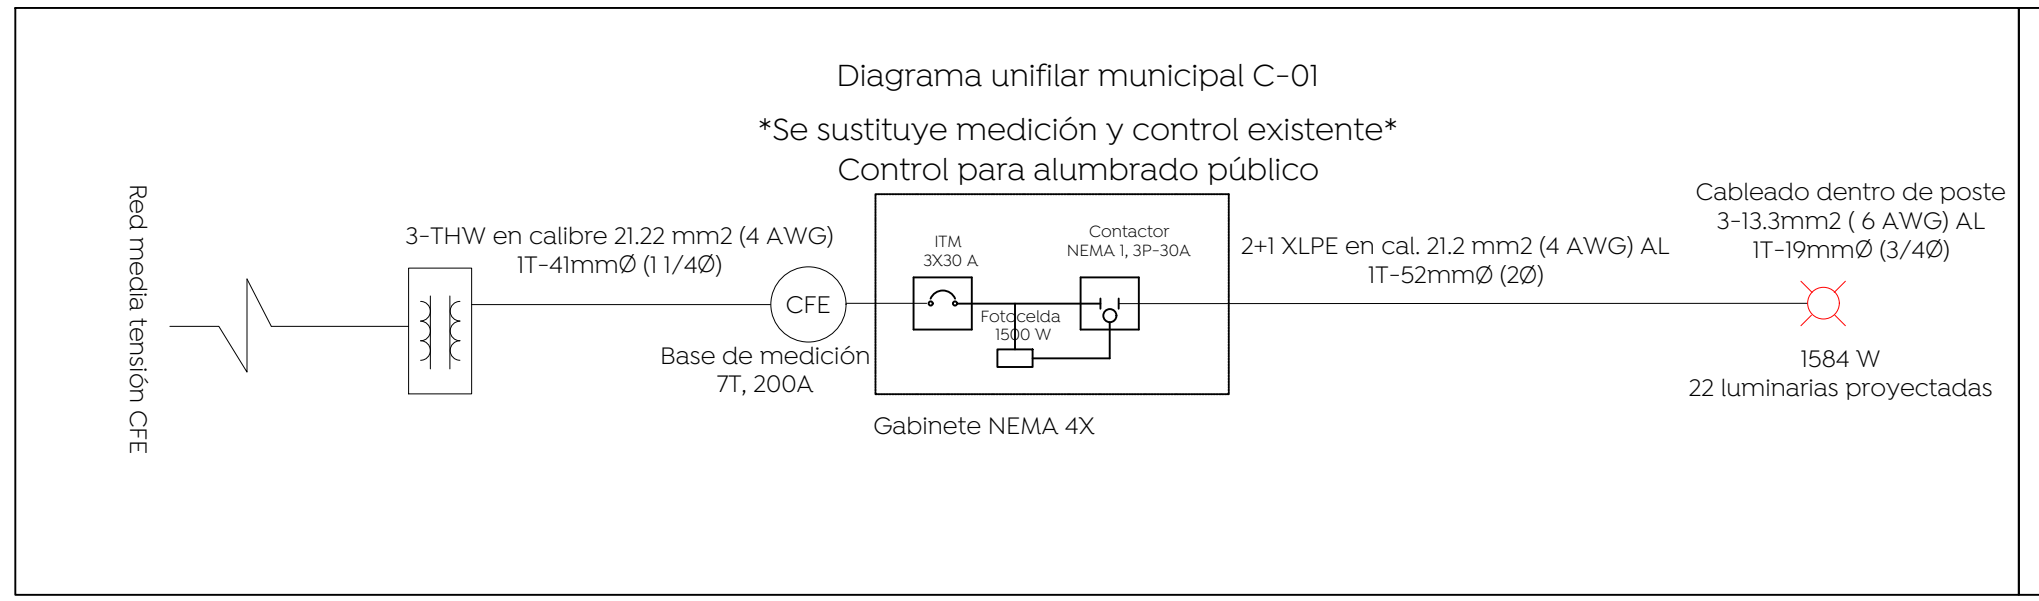 Diagrama unifilar municipal C-01
*Se sustituye medición y control existente*
Control para alumbrado público
Red media tensión CFE
3-THW en calibre 21.22 mm2 (4 AWG)
1T-41mmØ (1 1/4Ø)
CFE
Base de medición
7T, 200A
ITM
3X30 A
Fotocelda
1500 W
Contactor
NEMA 1, 3P-30A
Gabinete NEMA 4X
2+1 XLPE en cal. 21.2 mm2 (4 AWG) AL
1T-52mmØ (2Ø)
Cableado dentro de poste
3-13.3mm2 ( 6 AWG) AL
1T-19mmØ (3/4Ø)
1584 W
22 luminarias proyectadas